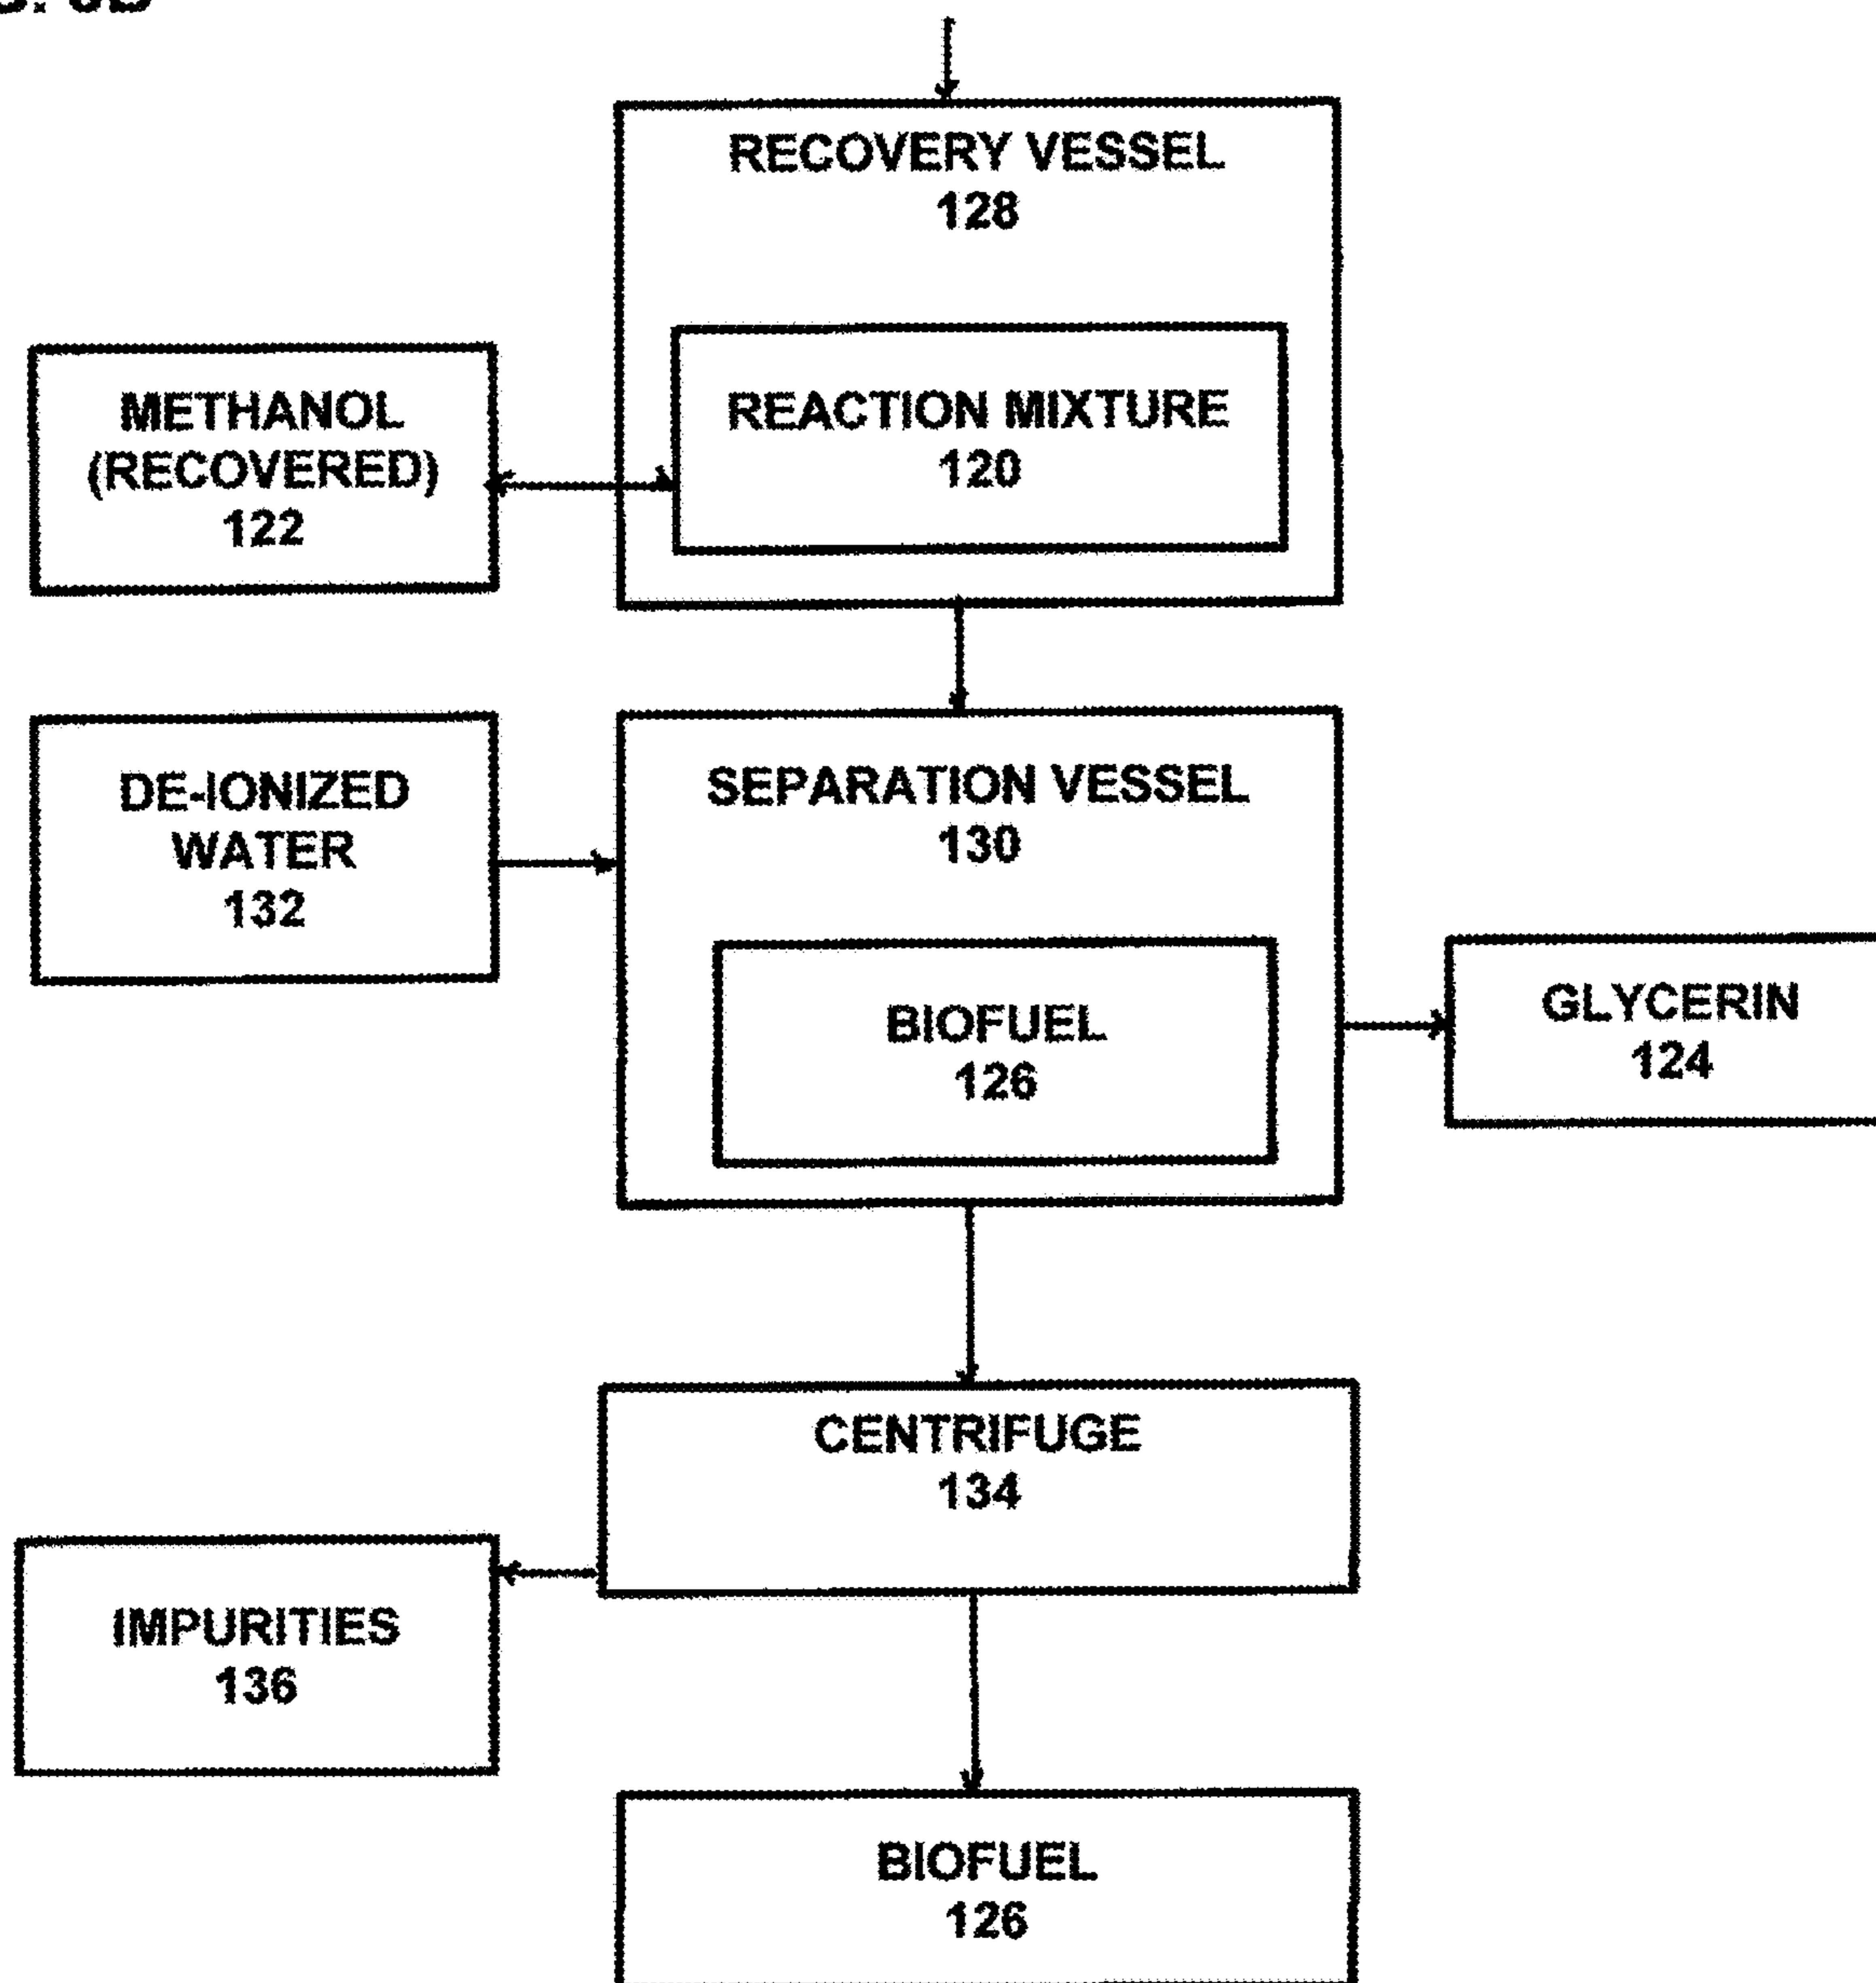 RECOVERY VESSEL
128
METHANOL
(RECOVERED)
122
REACTION MIXTURE
120
DE-IONIZED
WATER
132
SEPARATION VESSEL
130
BIOFUEL
126
GLYCERIN
124
CENTRIFUGE
134
IMPURITIES
136
BIOFUEL
126